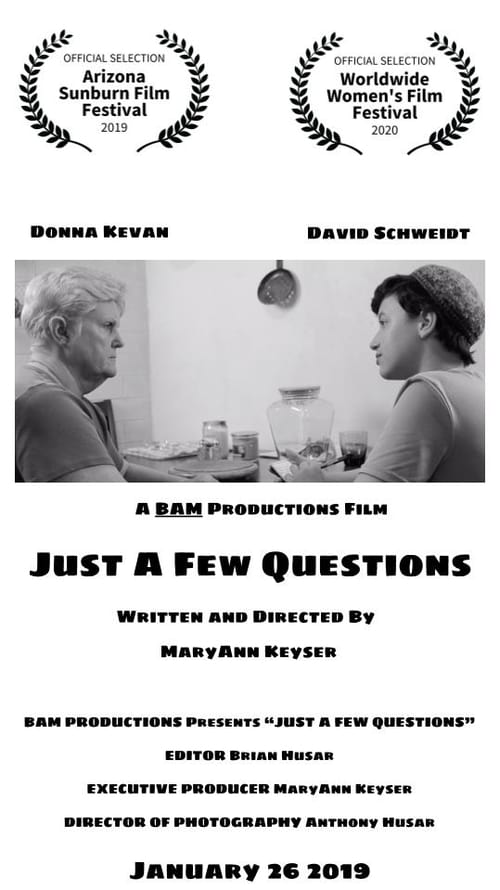 OFFICIAL SELECTION
Arizona
Sunburn Film
Festival
2019
OFFICIAL SELECTION
Worldwide
Women's Film
Festival
2020
Donna Kevan
David Schweidt
A BAM Productions Film
Just A Few Questions
Written and Directed By
MaryAnn Keyser
BAM PRODUCTIONS Presents “JUST A FEW QUESTIONS”
EDITOR Brian Husar
EXECUTIVE PRODUCER MaryAnn Keyser
DIRECTOR OF PHOTOGRAPHY Anthony Husar
January 26 2019